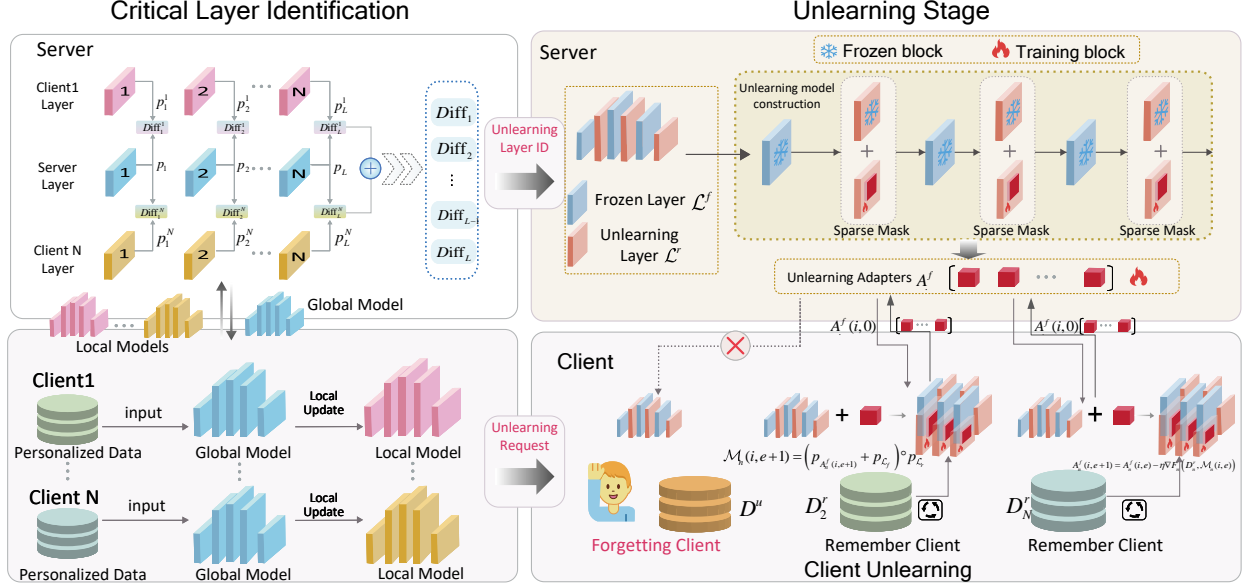 Critical Layer Identification
Server
Client1
Layer
1
2
N
p_1^1
p_2^1
p_L^1
Diff_1^1
Diff_2^1
Diff_L^1
Server
Layer
1
2
N
p_1
p_2
p_L
Diff_1^N
Diff_2^N
Diff_L^N
Client N
Layer
1
2
N
p_1^N
p_2^N
p_L^N
Diff_1
Diff_2
⋮
Diff_{L-1}
Diff_L
Local Models
Global Model
Client1
input
Local
Update
Personalized Data
Global Model
Local Model
Client N
input
Local
Update
Personalized Data
Global Model
Local Model
Unlearning
Layer ID
Unlearning
Request
Unlearning Stage
Server
Frozen block
Training block
Frozen Layer ℒ^f
Unlearning
Layer ℒ^r
Unlearning model
construction
+
+
+
Sparse Mask
Sparse Mask
Sparse Mask
Unlearning Adapters A^f [ ··· ]
A^f(i,0) [ ··· ]
A^f(i,0) [ ··· ]
Client
+
+
ℳ_n(i,e+1)=(p_{A_n^f(i,e+1)}+p_{ℒ_f})°p_{ℒ_r}
A_n^f(i,e+1)=A_n^f(i,e)−η∇F_n(D_n^r,ℳ_n(i,e))
D^u
D_2^r
D_N^r
Forgetting Client
Remember Client
Remember Client
Client Unlearning